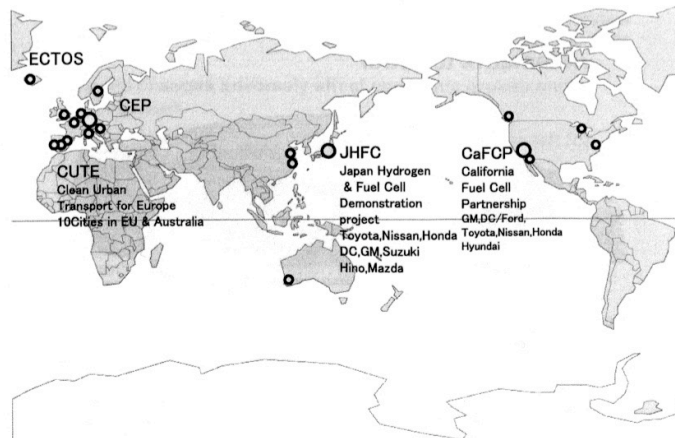 ECTOS
CEP
CUTE
Clean Urban
Transport for Europe
10Cities in EU & Australia
JHFC
Japan Hydrogen
& Fuel Cell
Demonstration
project
Toyota,Nissan,Honda
DC,GM,Suzuki
Hino,Mazda
CaFCP
California
Fuel Cell
Partnership
GM,DC/Ford,
Toyota,Nissan,Honda
Hyundai